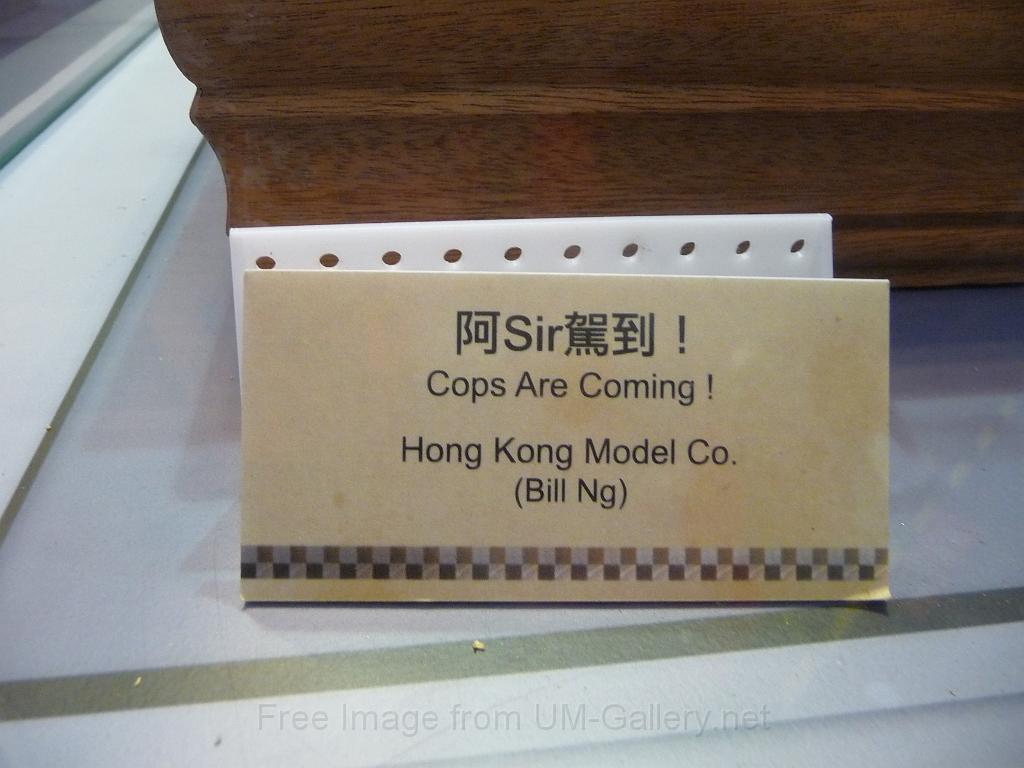 阿Sir駕到！
Cops Are Coming !
Hong Kong Model Co.
(Bill Ng)
Free Image from UM-Gallery.net